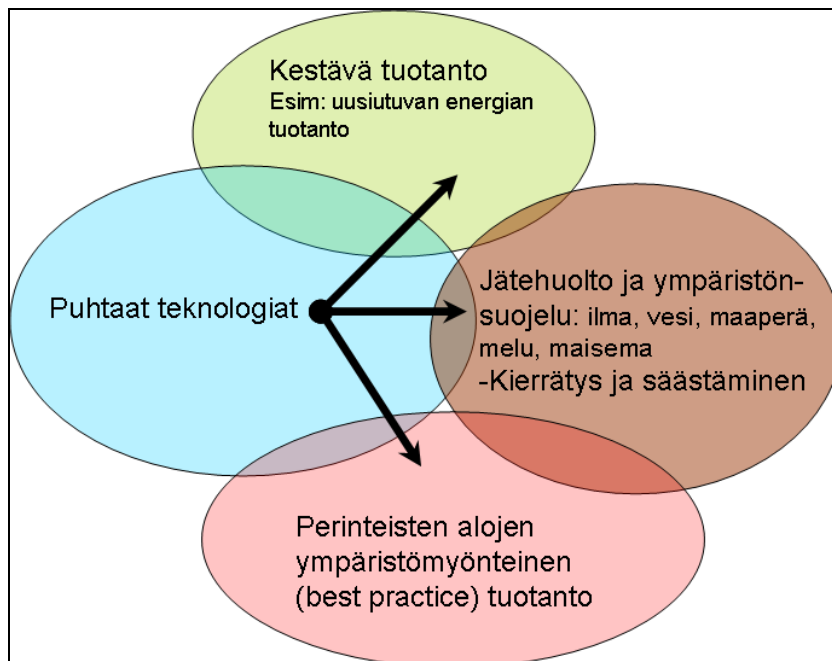 Kestävä tuotanto
Esim: uusiutuvan energian
tuotanto
Puhtaat teknologiat
Jätehuolto ja ympäristön-
suojelu: ilma, vesi, maaperä,
melu, maisema
-Kierrätys ja säästäminen
Perinteisten alojen
ympäristömyönteinen
(best practice) tuotanto